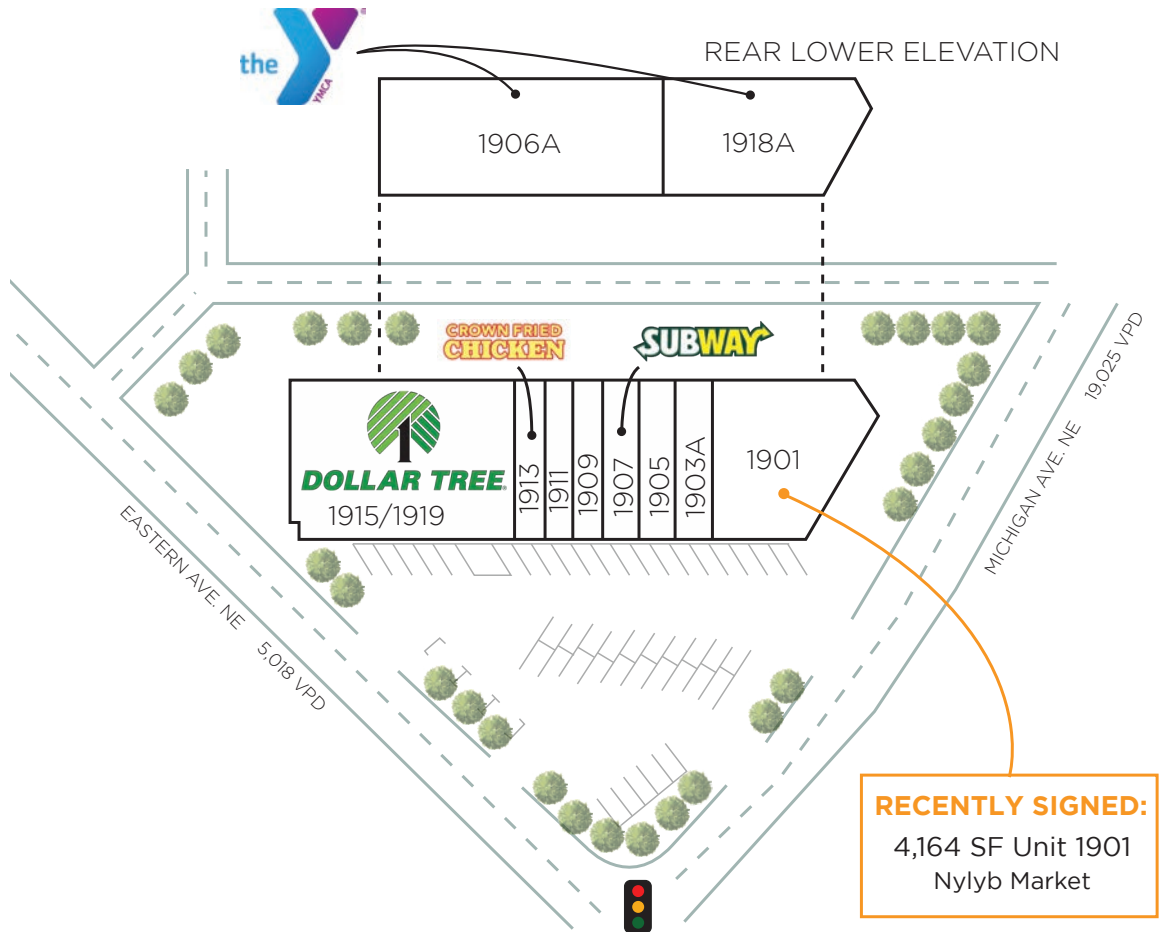 the
YMCA
REAR LOWER ELEVATION
1906A
1918A
CROWN FRIED
CHICKEN
SUBWAY
1
DOLLAR TREE
1915/1919
1913
1911
1909
1907
1905
1903A
1901
EASTERN AVE. NE 5,018 VPD
MICHIGAN AVE. NE 19,025 VPD
RECENTLY SIGNED:
4,164 SF Unit 1901
Nylyb Market